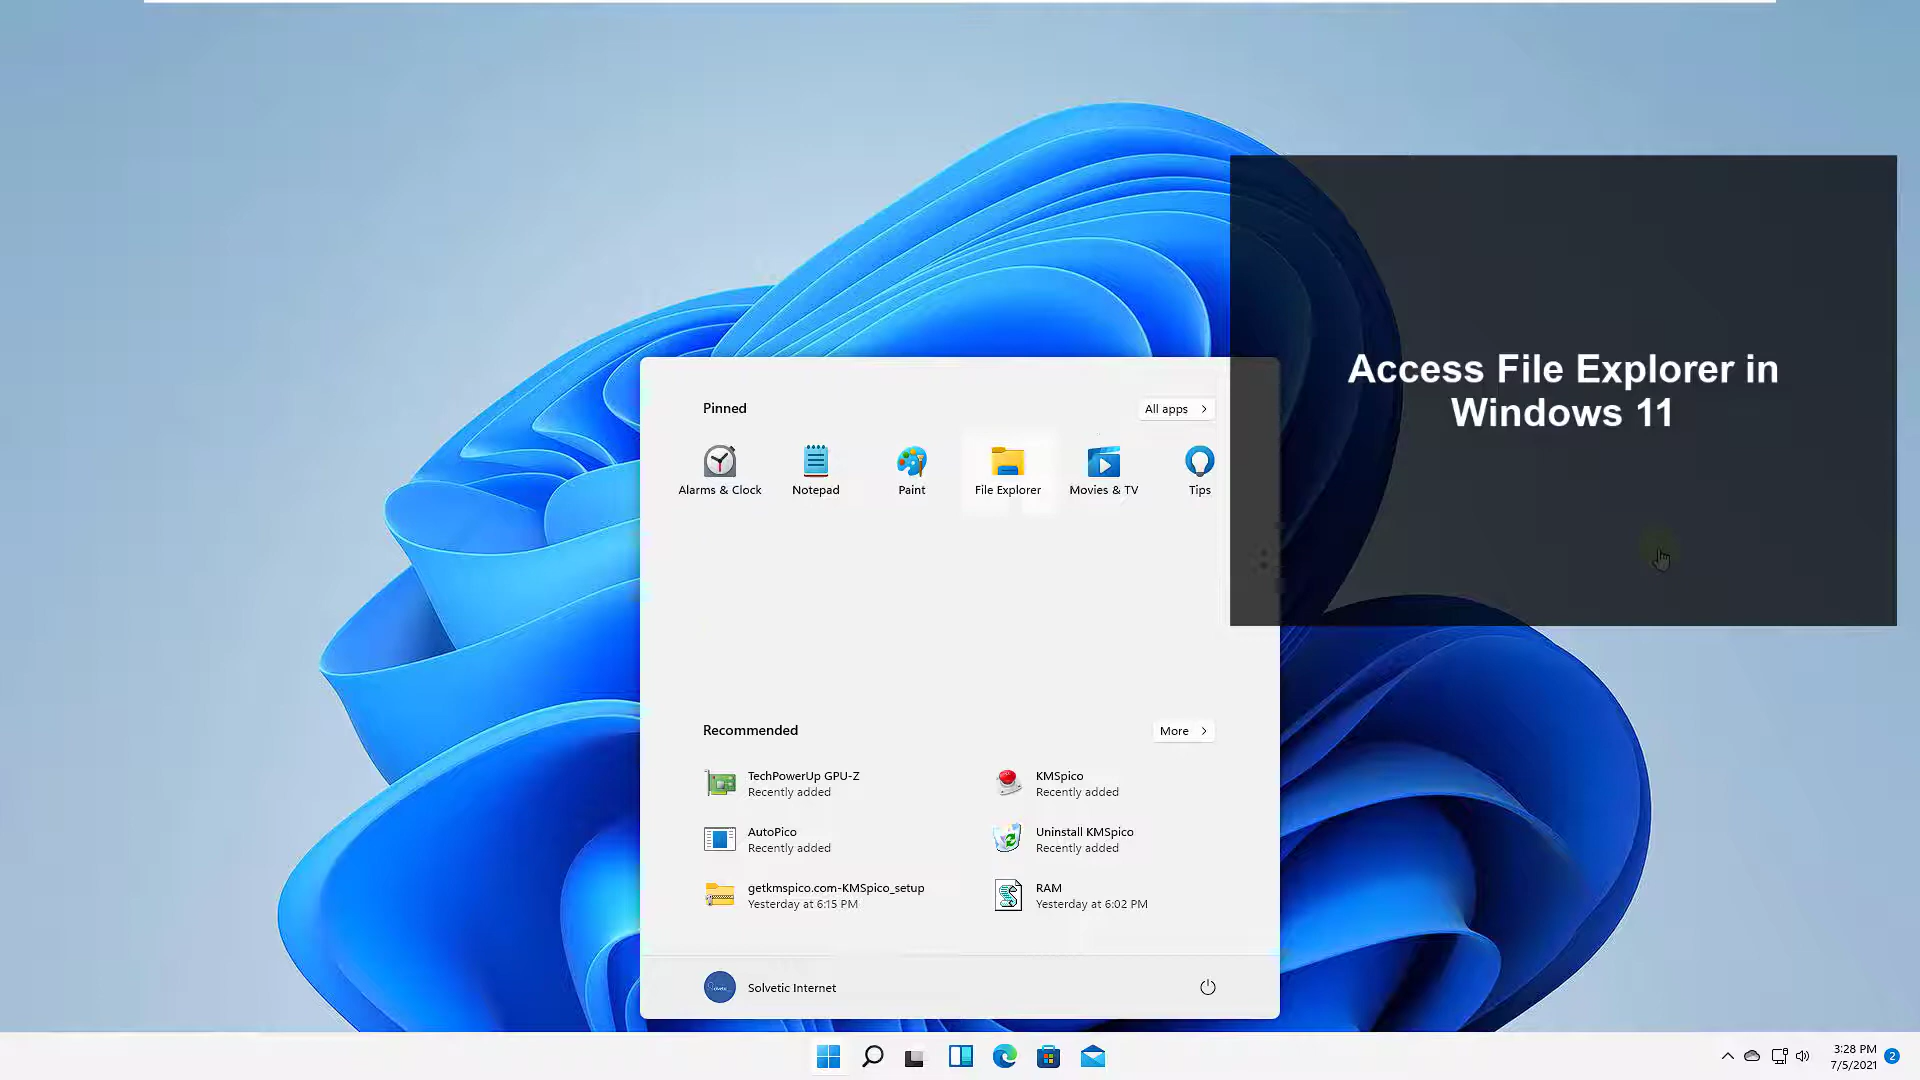 Access File Explorer in
Windows 11
Pinned
All apps
Alarms & Clock
Notepad
Paint
File Explorer
Movies & TV
Tips
Recommended
More
TechPowerUp GPU-Z
Recently added
KMSpico
Recently added
AutoPico
Recently added
Uninstall KMSpico
Recently added
getkmspico.com-KMSpico_setup
Yesterday at 6:15 PM
RAM
Yesterday at 6:02 PM
Solvetic Internet
3:28 PM
7/5/2021
2